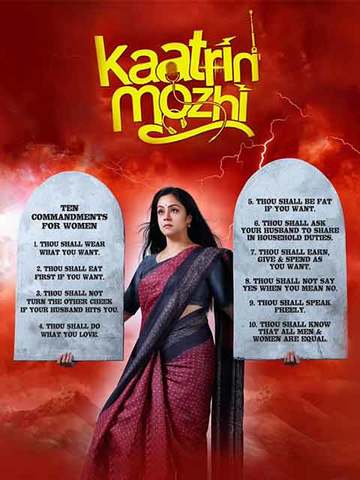 Kaatrin
mozhi
TEN
COMMANDMENTS
FOR WOMEN
1. THOU SHALL WEAR
WHAT YOU WANT.
2. THOU SHALL EAT
FIRST IF YOU WANT.
3. THOU SHALL NOT
TURN THE OTHER CHEEK
IF YOUR HUSBAND HITS YOU.
4. THOU SHALL DO
WHAT YOU LOVE.
5. THOU SHALL BE FAT
IF YOU WANT.
6. THOU SHALL ASK
YOUR HUSBAND TO SHARE
IN HOUSEHOLD DUTIES.
7. THOU SHALL EARN,
GIVE & SPEND AS
YOU WANT.
8. THOU SHALL NOT SAY
YES WHEN YOU MEAN NO.
9. THOU SHALL SPEAK
FREELY.
10. THOU SHALL KNOW
THAT ALL MEN &
WOMEN ARE EQUAL.